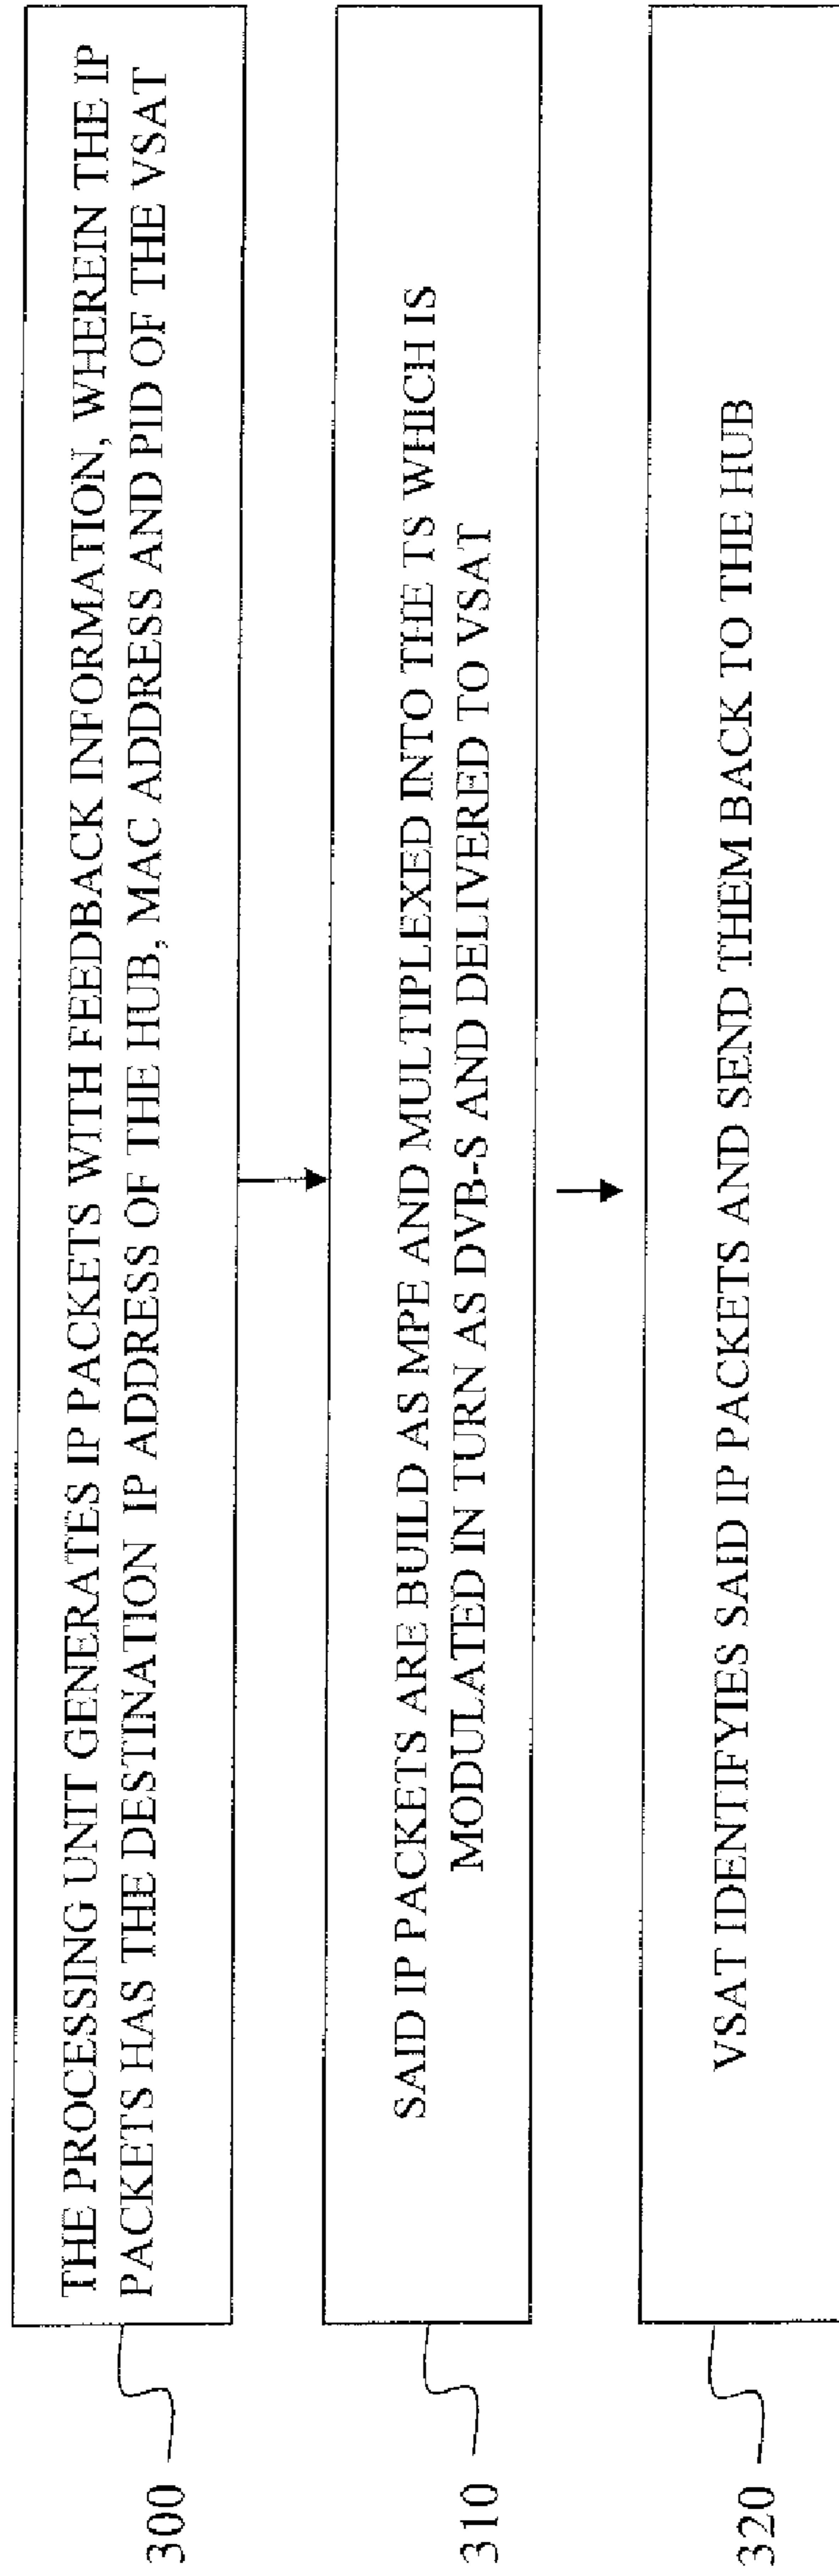 THE PROCESSING UNIT GENERATES IP PACKETS WITH FEEDBACK INFORMATION, WHEREIN THE IP
PACKETS HAS THE DESTINATION IP ADDRESS OF THE HUB, MAC ADDRESS AND PID OF THE VSAT
300
SAID IP PACKETS ARE BUILD AS MPE AND MULTIPLEXED INTO THE TS WHICH IS
MODULATED IN TURN AS DVB-S AND DELIVERED TO VSAT
310
VSAT IDENTIFYIES SAID IP PACKETS AND SEND THEM BACK TO THE HUB
320